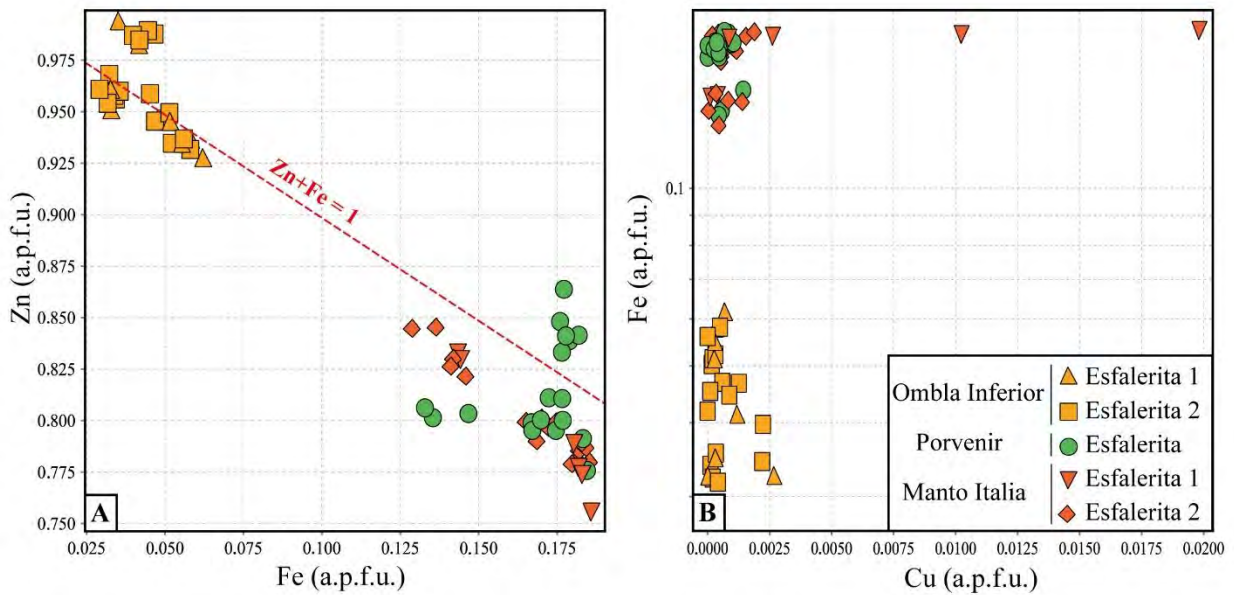 0.975
0.950
0.925
0.900
0.875
0.850
0.825
0.800
0.775
0.750
Zn (a.p.f.u.)
Zn+Fe = 1
A
0.025
0.050
0.075
0.100
0.125
0.150
0.175
Fe (a.p.f.u.)
0.1
Fe (a.p.f.u.)
Ombla Inferior
Esfalerita 1
Esfalerita 2
Porvenir
Esfalerita
Manto Italia
Esfalerita 1
Esfalerita 2
B
0.0000
0.0025
0.0050
0.0075
0.0100
0.0125
0.0150
0.0175
0.0200
Cu (a.p.f.u.)